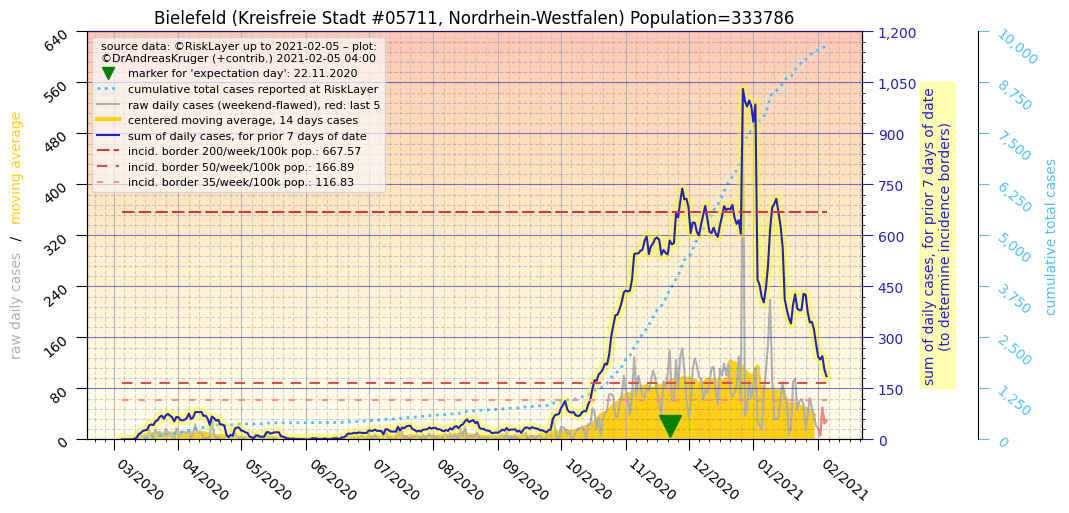 Bielefeld (Kreisfreie Stadt #05711, Nordrhein-Westfalen) Population=333786
source data: ©RiskLayer up to 2021-02-05 – plot:
©DrAndreasKruger (+contrib.) 2021-02-05 04:00
marker for 'expectation day': 22.11.2020
cumulative total cases reported at RiskLayer
raw daily cases (weekend-flawed), red: last 5
centered moving average, 14 days cases
sum of daily cases, for prior 7 days of date
incid. border 200/week/100k pop.: 667.57
incid. border 50/week/100k pop.: 166.89
incid. border 35/week/100k pop.: 116.83
raw daily cases / moving average
640
560
480
400
320
240
160
80
0
03/2020
04/2020
05/2020
06/2020
07/2020
08/2020
09/2020
10/2020
11/2020
12/2020
01/2021
02/2021
1,200
1,050
900
750
600
450
300
150
0
sum of daily cases, for prior 7 days of date
(to determine incidence borders)
10,000
8,750
7,500
6,250
5,000
3,750
2,500
1,250
0
cumulative total cases